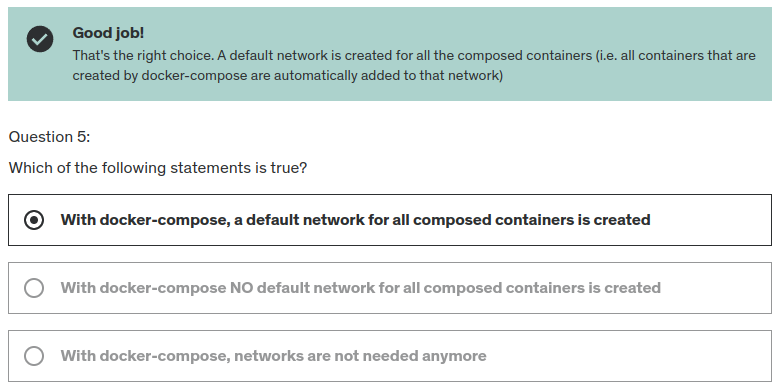 Good job!
That's the right choice. A default network is created for all the composed containers (i.e. all containers that are
created by docker-compose are automatically added to that network)
Question 5:
Which of the following statements is true?
With docker-compose, a default network for all composed containers is created
With docker-compose NO default network for all composed containers is created
With docker-compose, networks are not needed anymore